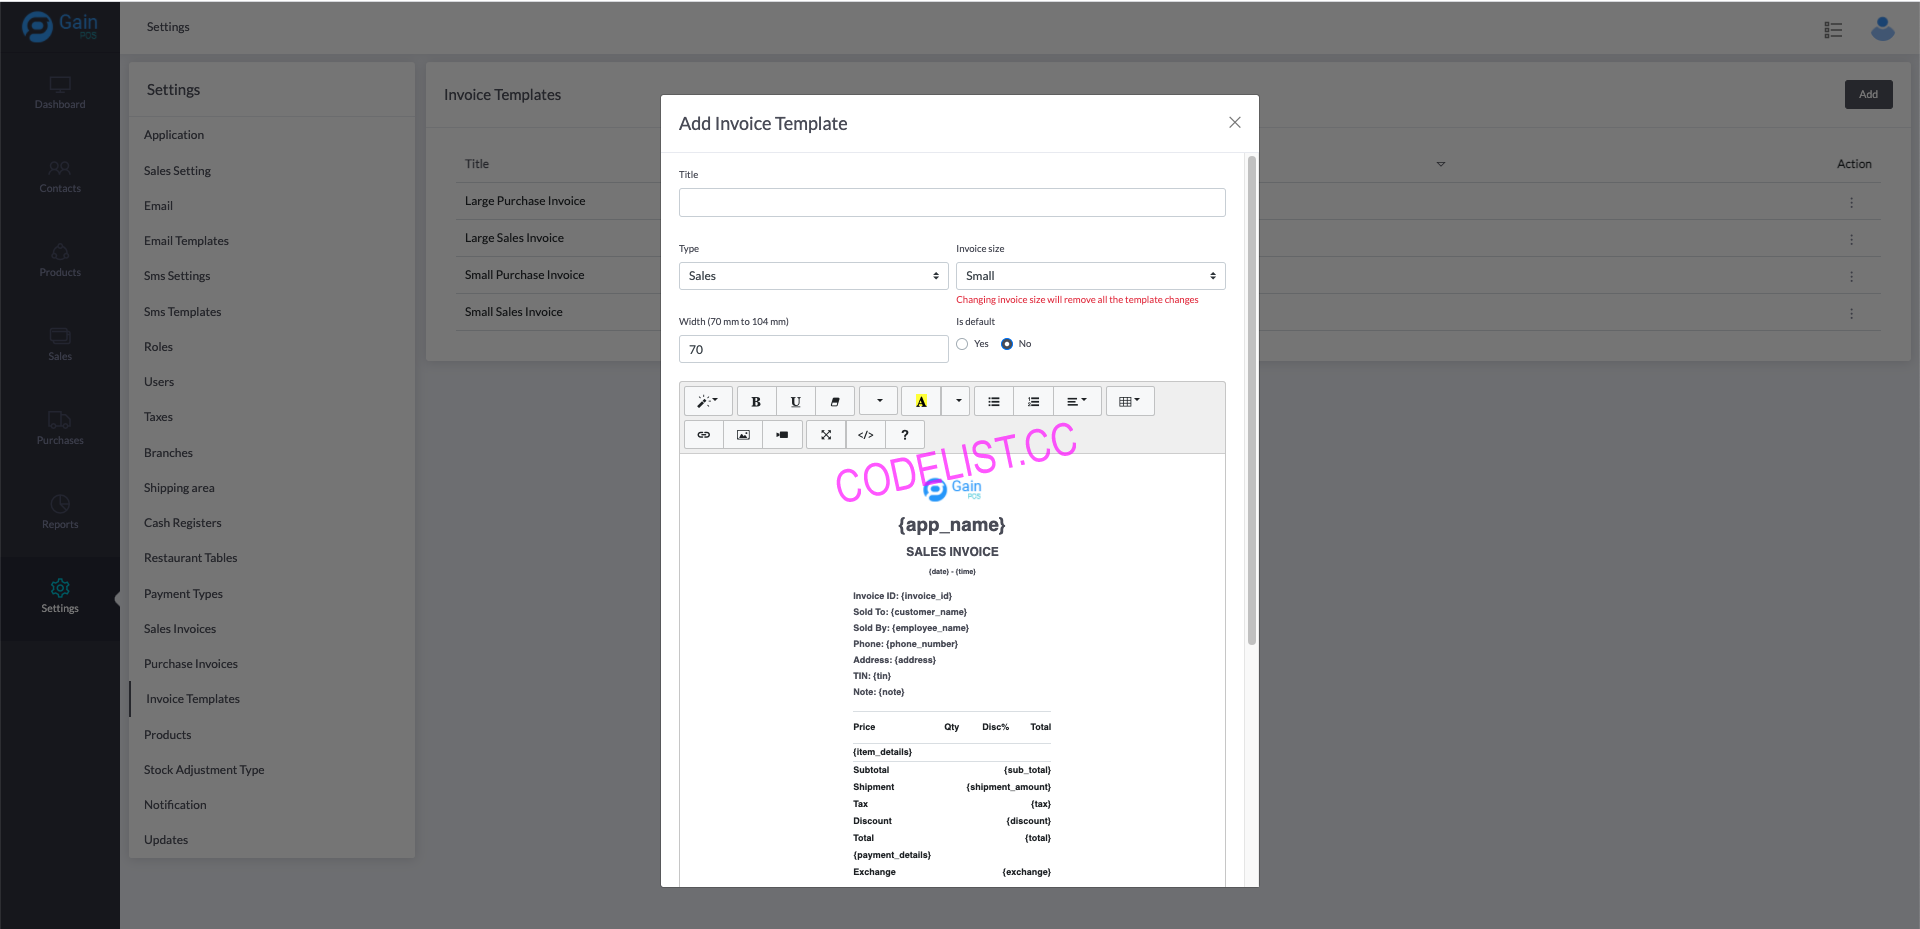 Gain
POS
Settings
Dashboard
Contacts
Products
Sales
Purchases
Reports
Settings
Settings
Application
Sales Setting
Email
Email Templates
Sms Settings
Sms Templates
Roles
Users
Taxes
Branches
Shipping area
Cash Registers
Restaurant Tables
Payment Types
Sales Invoices
Purchase Invoices
Invoice Templates
Products
Stock Adjustment Type
Notification
Updates
Invoice Templates
Add
Title
Action
Large Purchase Invoice
Large Sales Invoice
Small Purchase Invoice
Small Sales Invoice
Add Invoice Template
Title
Type
Invoice size
Sales
Small
Changing invoice size will remove all the template changes
Width (70 mm to 104 mm)
Is default
70
Yes No
B U A
</> ?
CODELIST.CC
Gain
POS
{app_name}
SALES INVOICE
{date} - {time}
Invoice ID: {invoice_id}
Sold To: {customer_name}
Sold By: {employee_name}
Phone: {phone_number}
Address: {address}
TIN: {tin}
Note: {note}
Price Qty Disc% Total
{item_details}
Subtotal {sub_total}
Shipment {shipment_amount}
Tax {tax}
Discount {discount}
Total {total}
{payment_details}
Exchange {exchange}